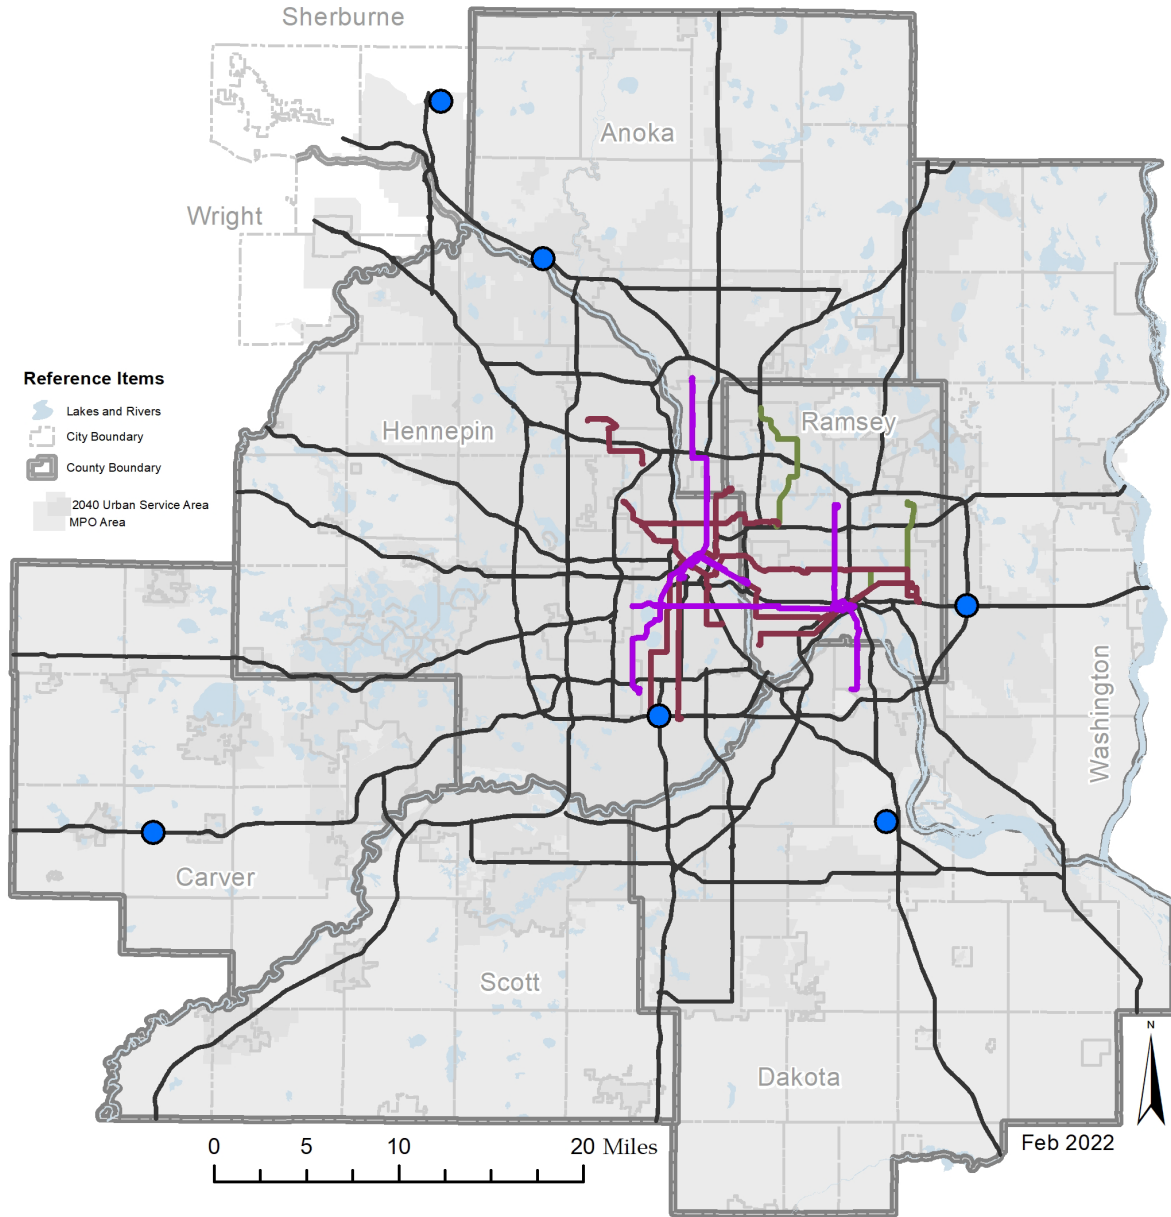 Sherburne
Anoka
Wright
Reference Items
Lakes and Rivers
City Boundary
County Boundary
2040 Urban Service Area
MPO Area
Hennepin
Ramsey
Washington
Carver
Scott
Dakota
N
Feb 2022
0 5 10 20 Miles